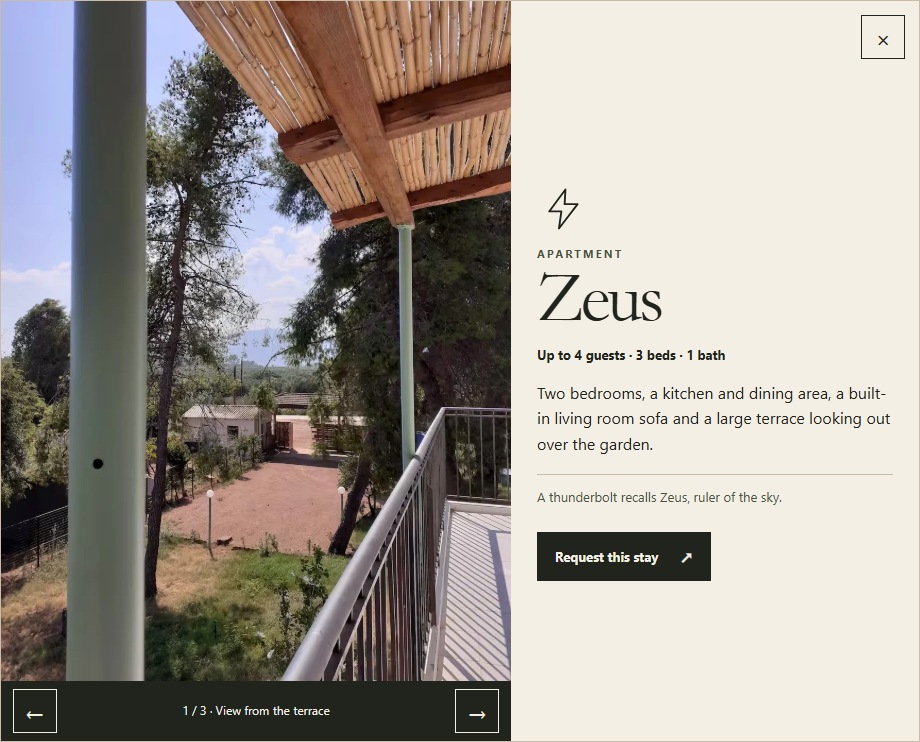 ×
APARTMENT
Zeus
Up to 4 guests · 3 beds · 1 bath
Two bedrooms, a kitchen and dining area, a built-
in living room sofa and a large terrace looking out
over the garden.
A thunderbolt recalls Zeus, ruler of the sky.
Request this stay ↗
← 1 / 3 · View from the terrace →